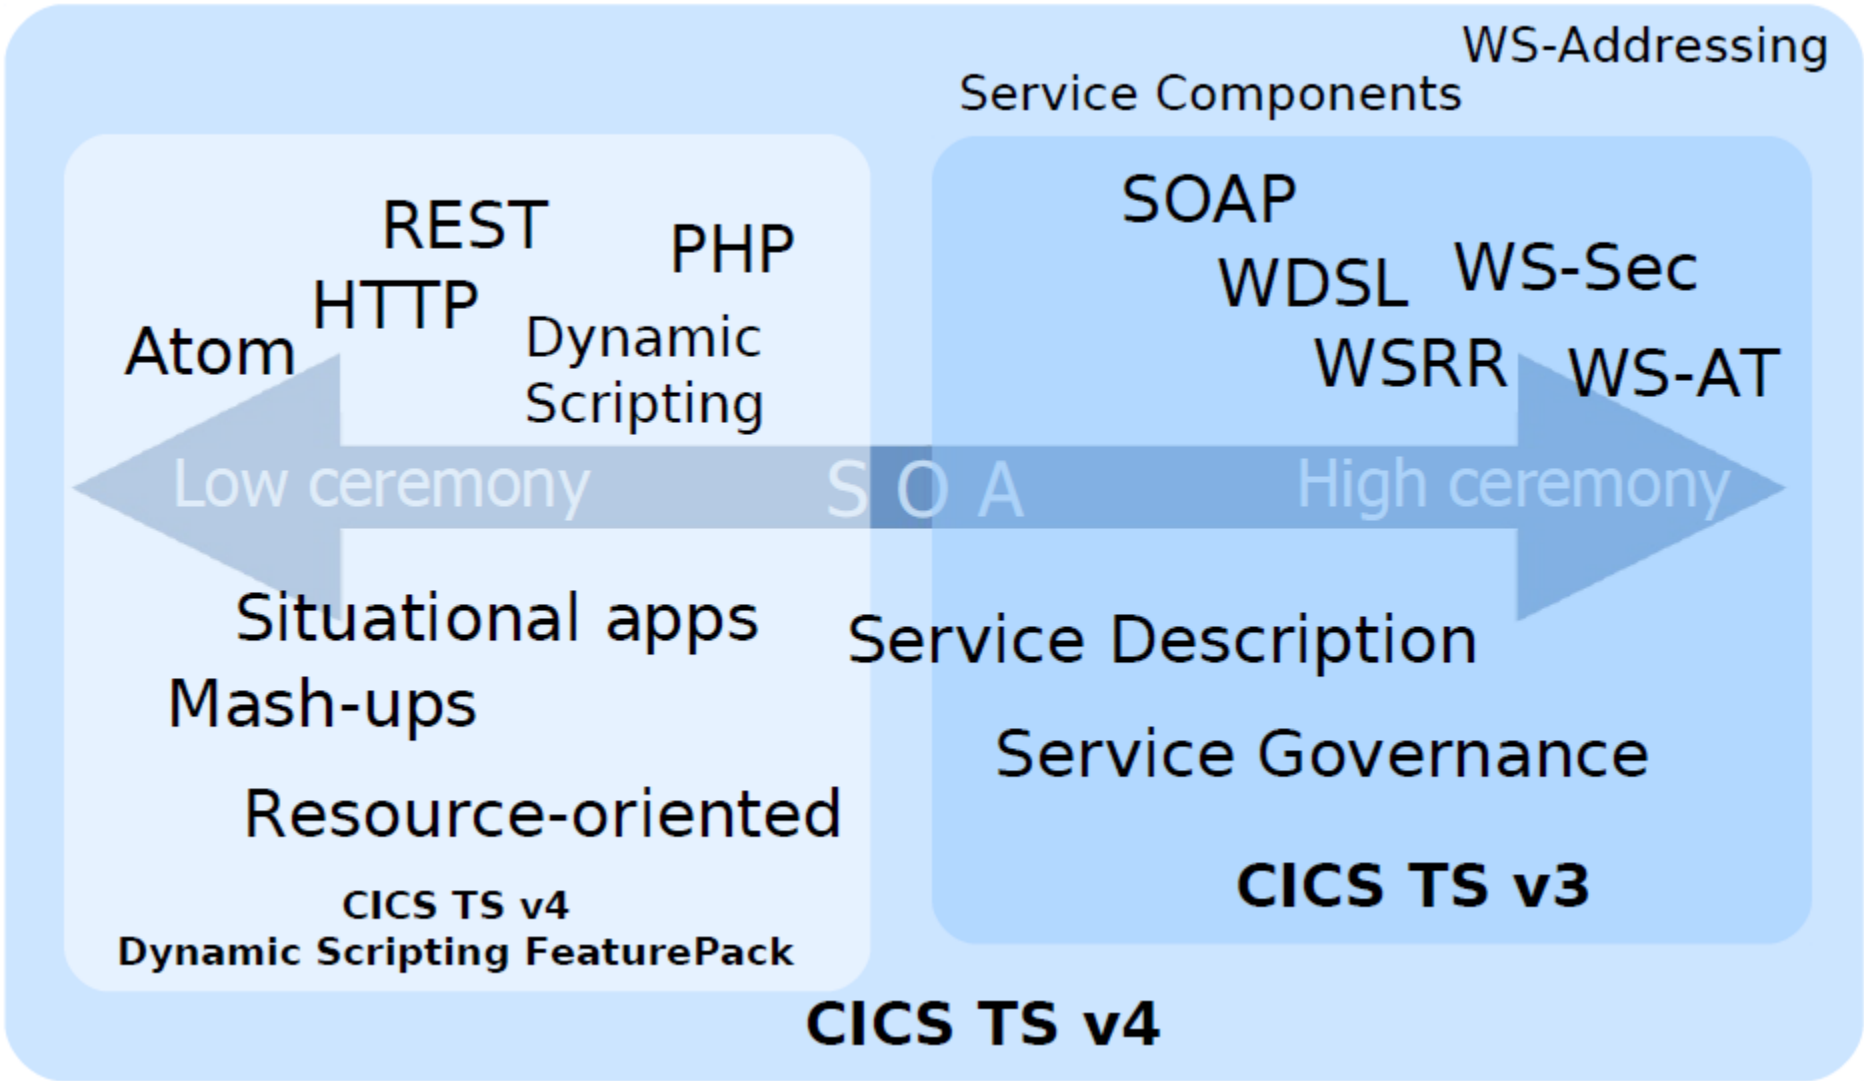 WS-Addressing
Service Components
REST
PHP
HTTP
Atom
Dynamic
Scripting
SOAP
WDSL
WS-Sec
WSRR
WS-AT
Low ceremony
S O A
High ceremony
Situational apps
Mash-ups
Resource-oriented
CICS TS v4
Dynamic Scripting FeaturePack
Service Description
Service Governance
CICS TS v3
CICS TS v4